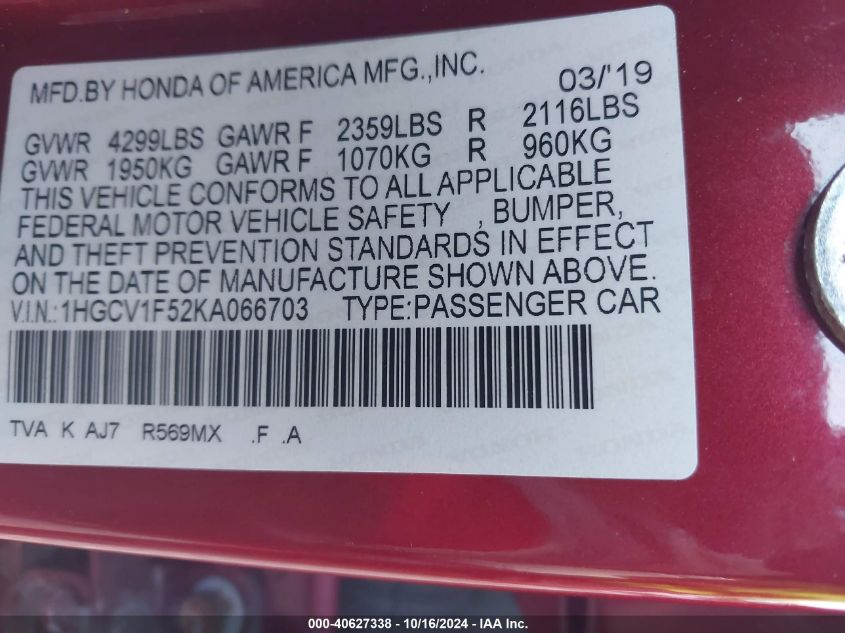 MFD.BY HONDA OF AMERICA MFG.,INC. 03/'19
GVWR 4299LBS GAWR F 2359LBS R 2116LBS
GVWR 1950KG GAWR F 1070KG R 960KG
THIS VEHICLE CONFORMS TO ALL APPLICABLE
FEDERAL MOTOR VEHICLE SAFETY , BUMPER,
AND THEFT PREVENTION STANDARDS IN EFFECT
ON THE DATE OF MANUFACTURE SHOWN ABOVE.
V.I.N.:1HGCV1F52KA066703 TYPE:PASSENGER CAR
TVA K AJ7 R569MX .F .A
000-40627338 - 10/16/2024 - IAA Inc.